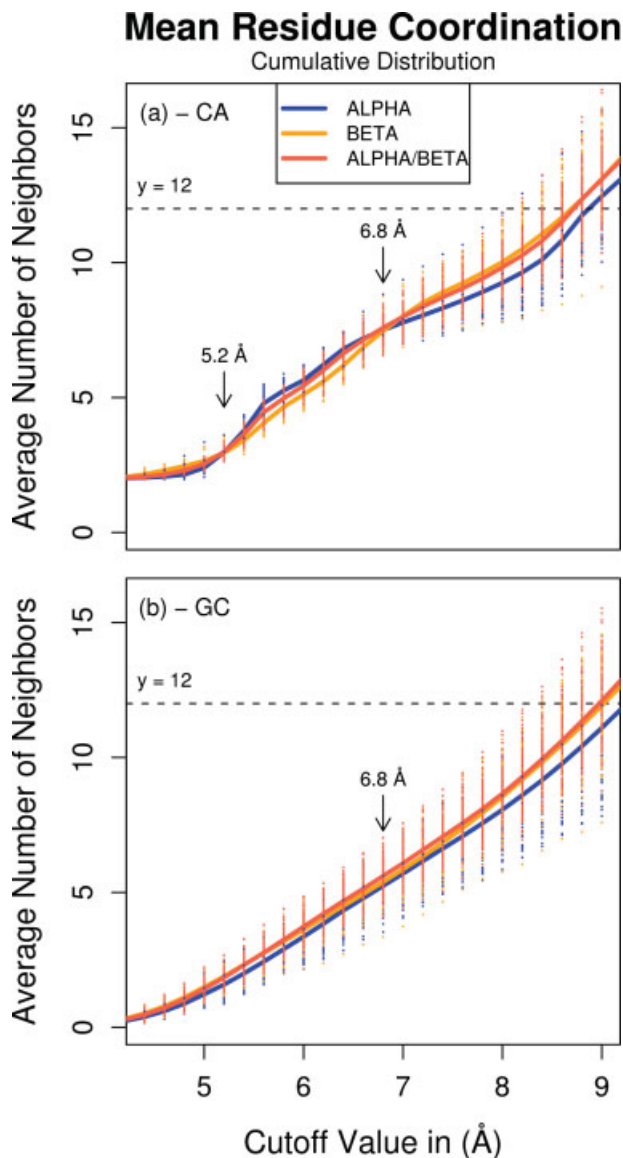 Mean Residue Coordination
Cumulative Distribution
Average Number of Neighbors
(a) – CA
ALPHA
BETA
ALPHA/BETA
y = 12
6.8 Å
5.2 Å
15
10
5
0
Average Number of Neighbors
(b) – GC
y = 12
6.8 Å
15
10
5
0
5 6 7 8 9
Cutoff Value in (Å)